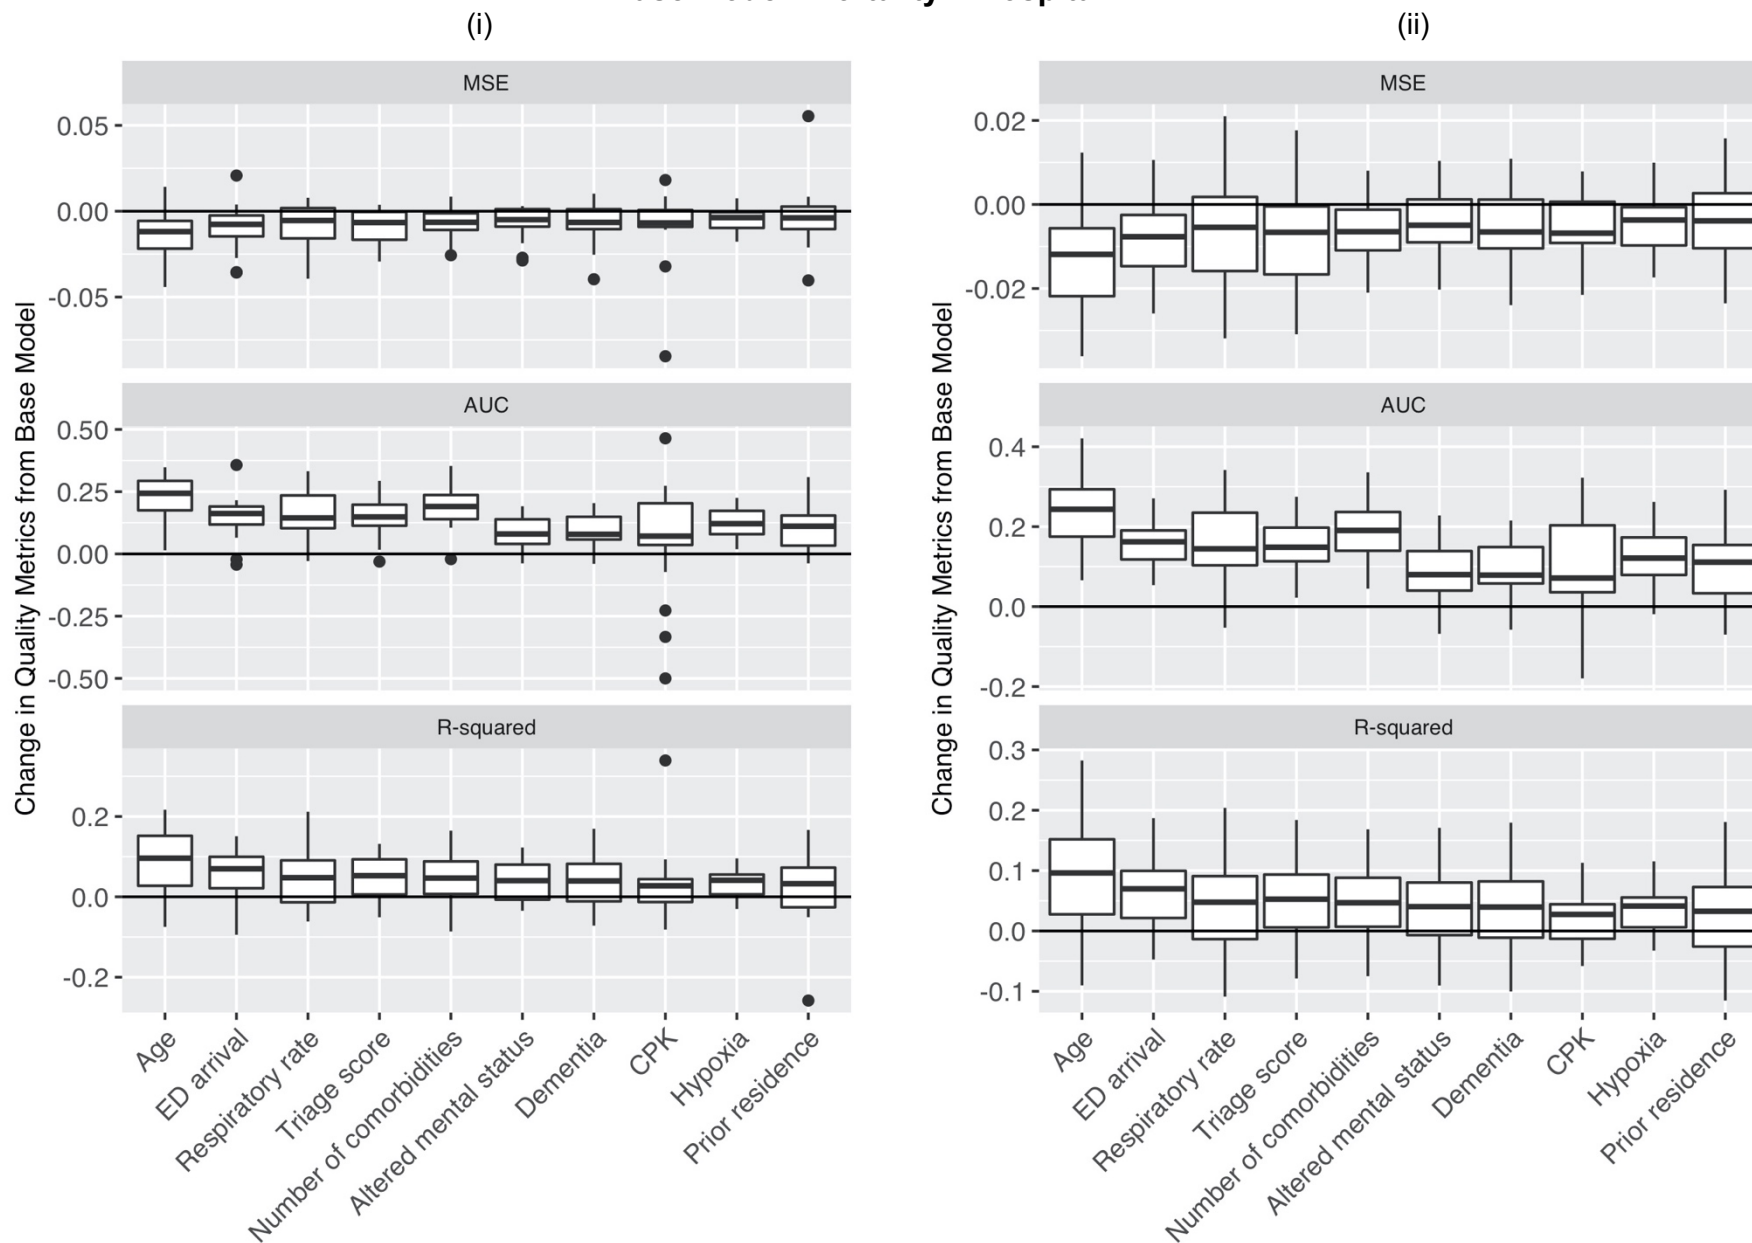 (i)
(ii)
MSE
0.05
0.00
-0.05
AUC
0.50
0.25
0.00
-0.25
-0.50
R-squared
0.2
0.0
-0.2
Change in Quality Metrics from Base Model
Age
ED arrival
Respiratory rate
Triage score
Number of comorbidities
Altered mental status
Dementia
CPK
Hypoxia
Prior residence
MSE
0.02
0.00
-0.02
AUC
0.4
0.2
0.0
-0.2
R-squared
0.3
0.2
0.1
0.0
-0.1
Change in Quality Metrics from Base Model
Age
ED arrival
Respiratory rate
Triage score
Number of comorbidities
Altered mental status
Dementia
CPK
Hypoxia
Prior residence